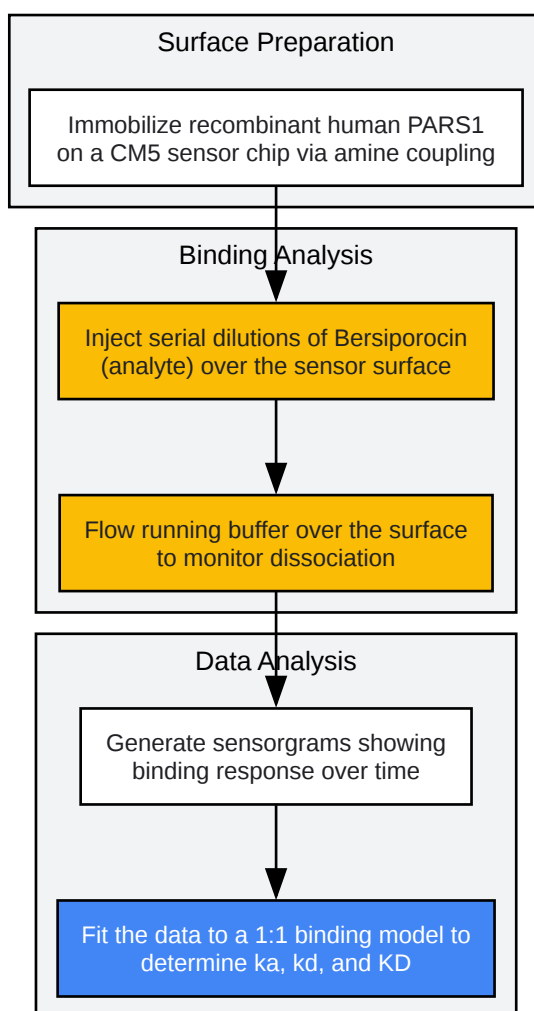 Surface Preparation
Immobilize recombinant human PARS1
on a CM5 sensor chip via amine coupling
Binding Analysis
Inject serial dilutions of Bersiporocin
(analyte) over the sensor surface
Flow running buffer over the surface
to monitor dissociation
Data Analysis
Generate sensorgrams showing
binding response over time
Fit the data to a 1:1 binding model to
determine ka, kd, and KD